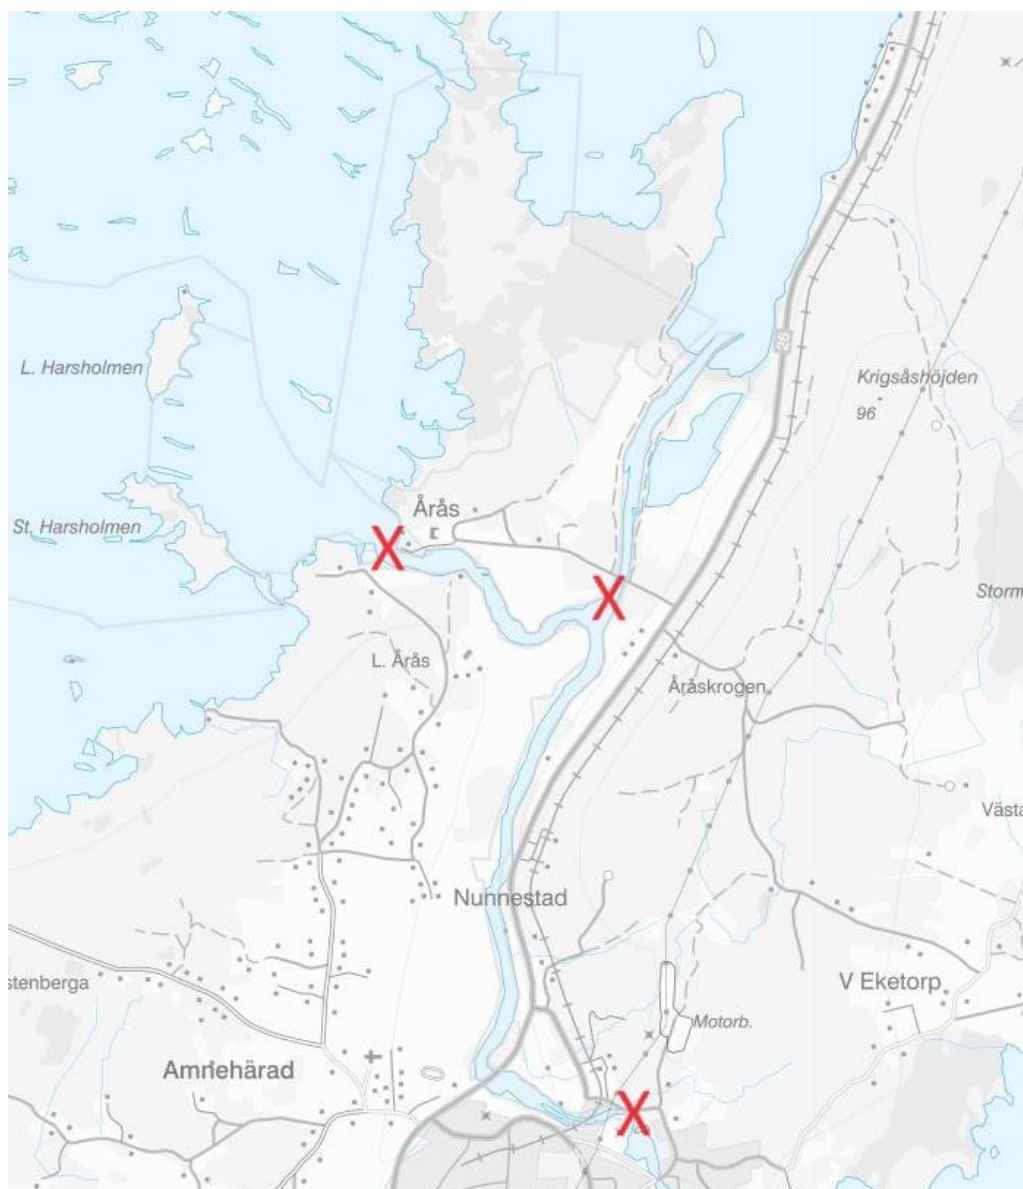 26
L. Harsholmen
Krigsåshöjden
96
Årås
St. Harsholmen
Storm
L. Årås
Åråskrogen
Västa
Nunnestad
stenberga
V Eketorp
Motorb.
Amnehärad
X
X
X